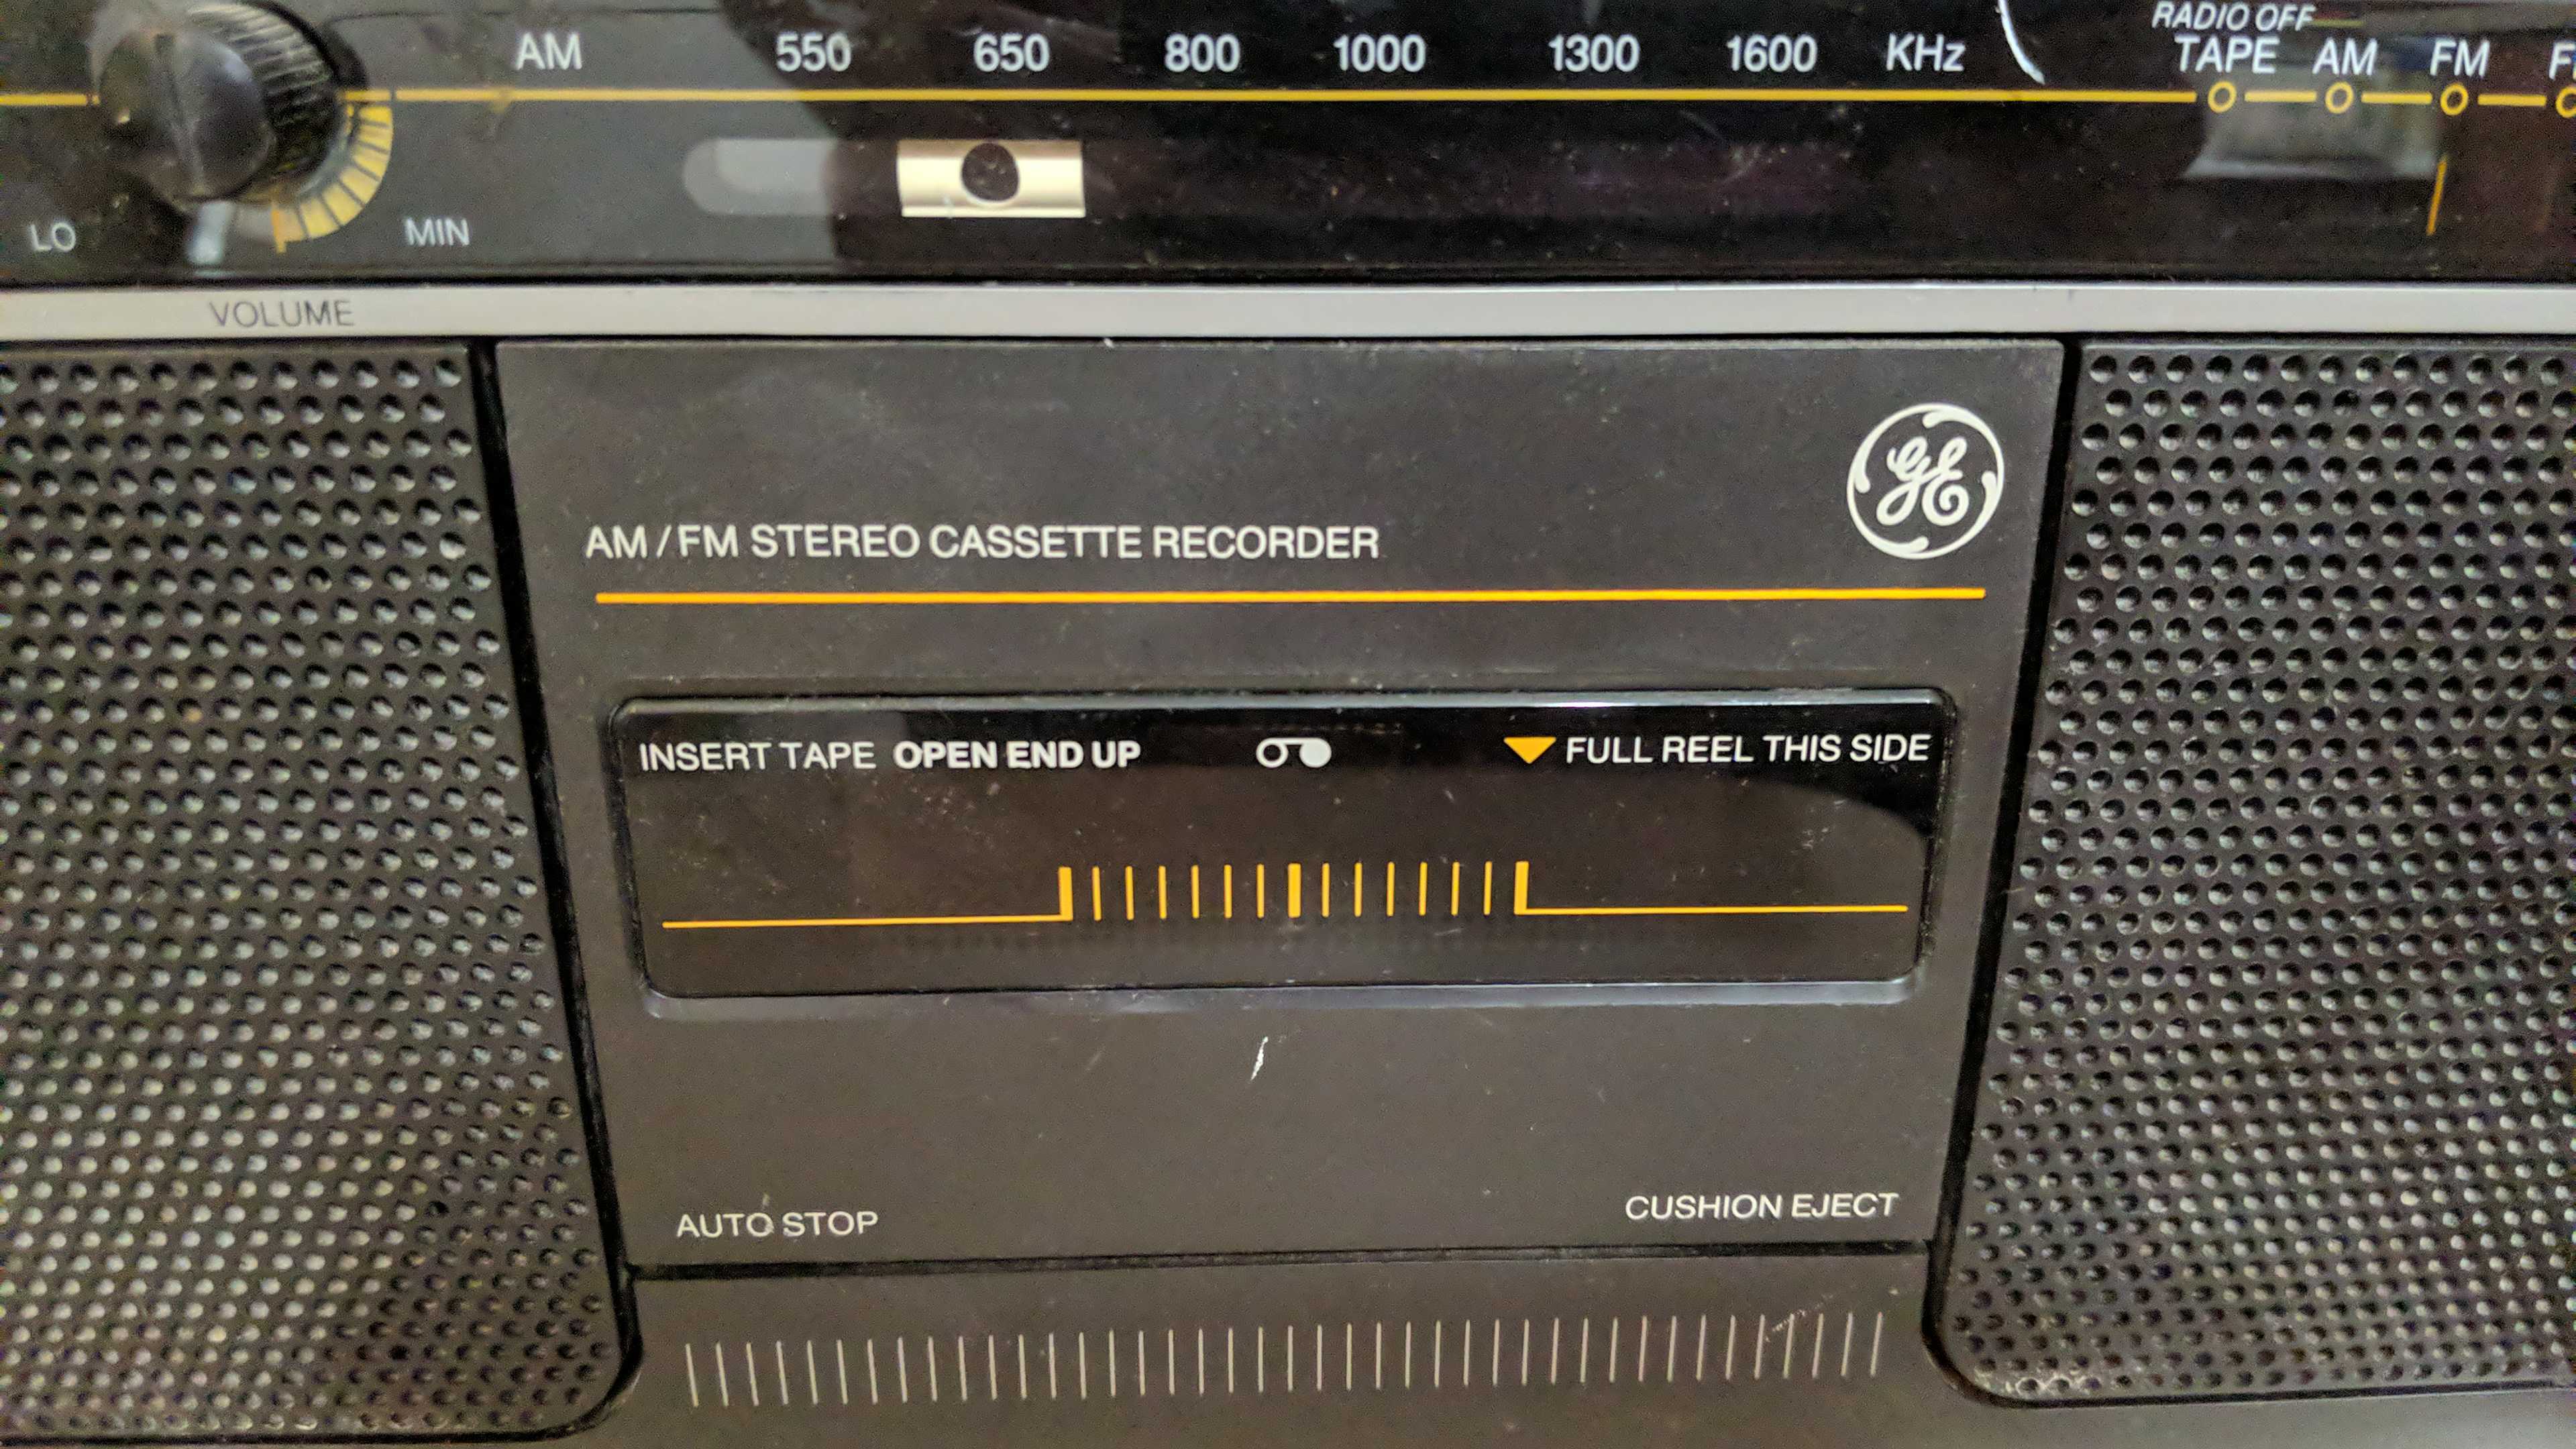 RADIO OFF
AM 550 650 800 1000 1300 1600 KHz TAPE AM FM
LO MIN
VOLUME
GE
AM/FM STEREO CASSETTE RECORDER
INSERT TAPE OPEN END UP FULL REEL THIS SIDE
AUTO STOP CUSHION EJECT